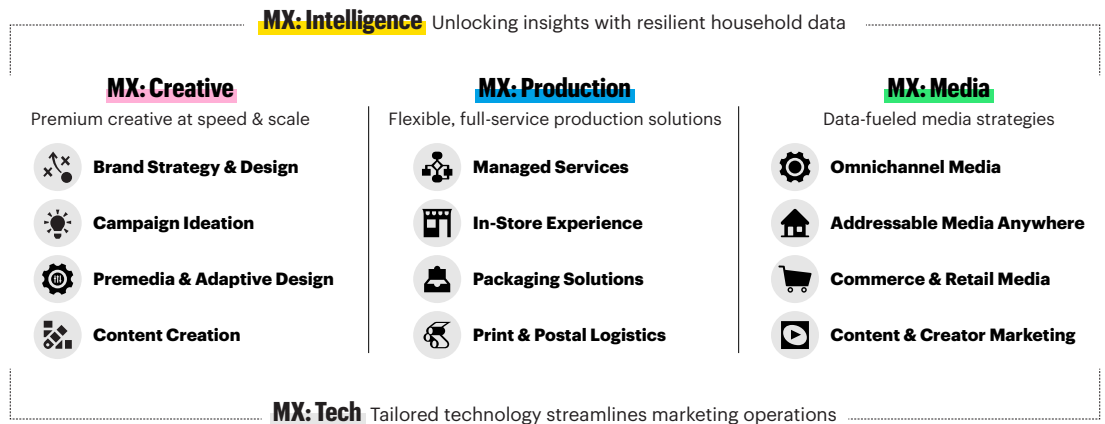 MX: Intelligence Unlocking insights with resilient household data
MX: Creative
Premium creative at speed & scale
Brand Strategy & Design
Campaign Ideation
Premedia & Adaptive Design
Content Creation
MX: Production
Flexible, full-service production solutions
Managed Services
In-Store Experience
Packaging Solutions
Print & Postal Logistics
MX: Media
Data-fueled media strategies
Omnichannel Media
Addressable Media Anywhere
Commerce & Retail Media
Content & Creator Marketing
MX: Tech Tailored technology streamlines marketing operations